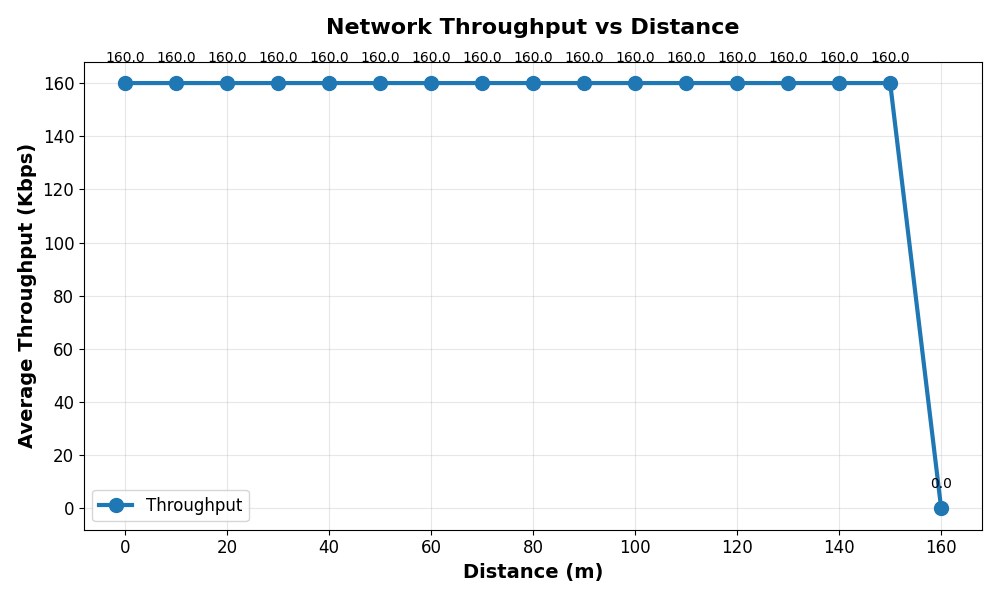 Network Throughput vs Distance
160.0 160.0 160.0 160.0 160.0 160.0 160.0 160.0 160.0 160.0 160.0 160.0 160.0 160.0 160.0 160.0
160
140
120
100
80
60
40
20
0
Average Throughput (Kbps)
0.0
Throughput
0 20 40 60 80 100 120 140 160
Distance (m)